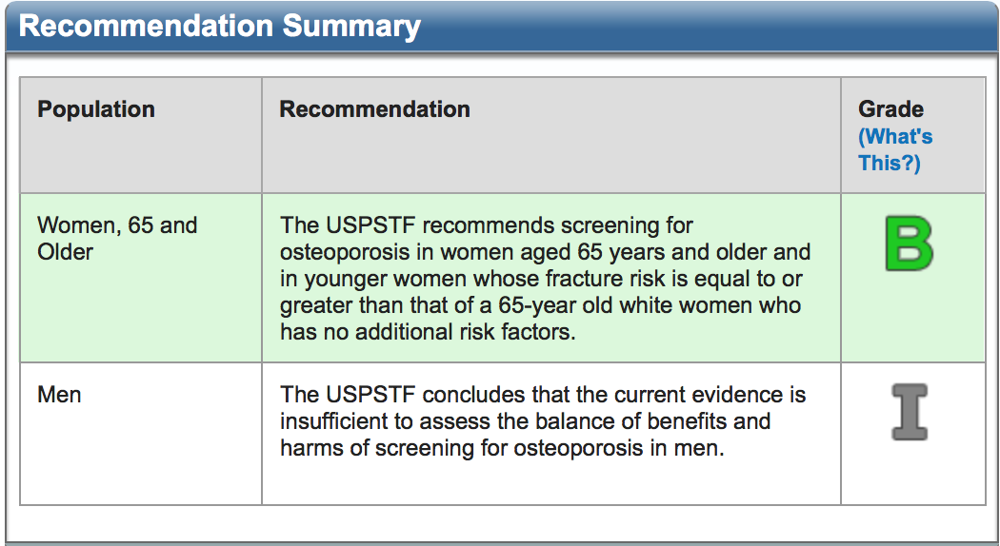 Recommendation Summary
Population
Recommendation
Grade
(What's
This?)
Women, 65 and
Older
The USPSTF recommends screening for
osteoporosis in women aged 65 years and older and
in younger women whose fracture risk is equal to or
greater than that of a 65-year old white women who
has no additional risk factors.
B
Men
The USPSTF concludes that the current evidence is
insufficient to assess the balance of benefits and
harms of screening for osteoporosis in men.
I